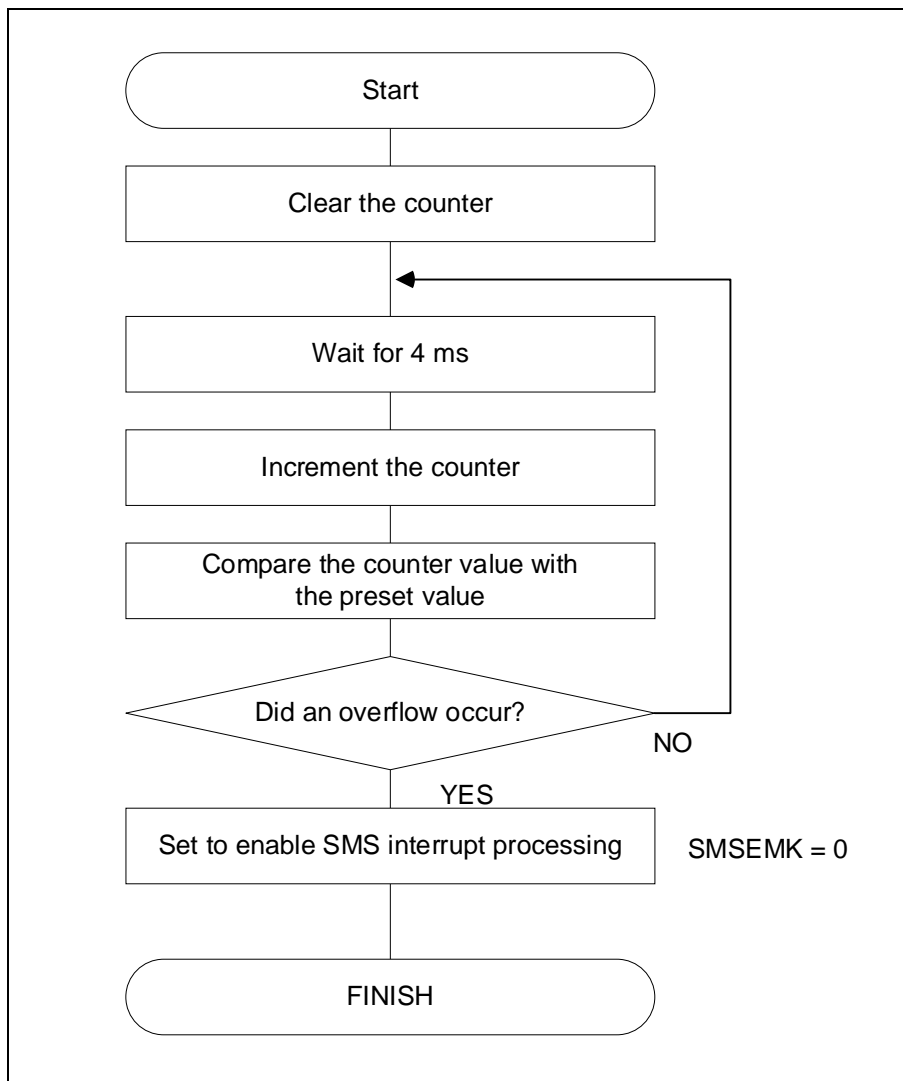 Start
Clear the counter
Wait for 4 ms
Increment the counter
Compare the counter value with
the preset value
Did an overflow occur?
NO
YES
Set to enable SMS interrupt processing
SMSEMK = 0
FINISH